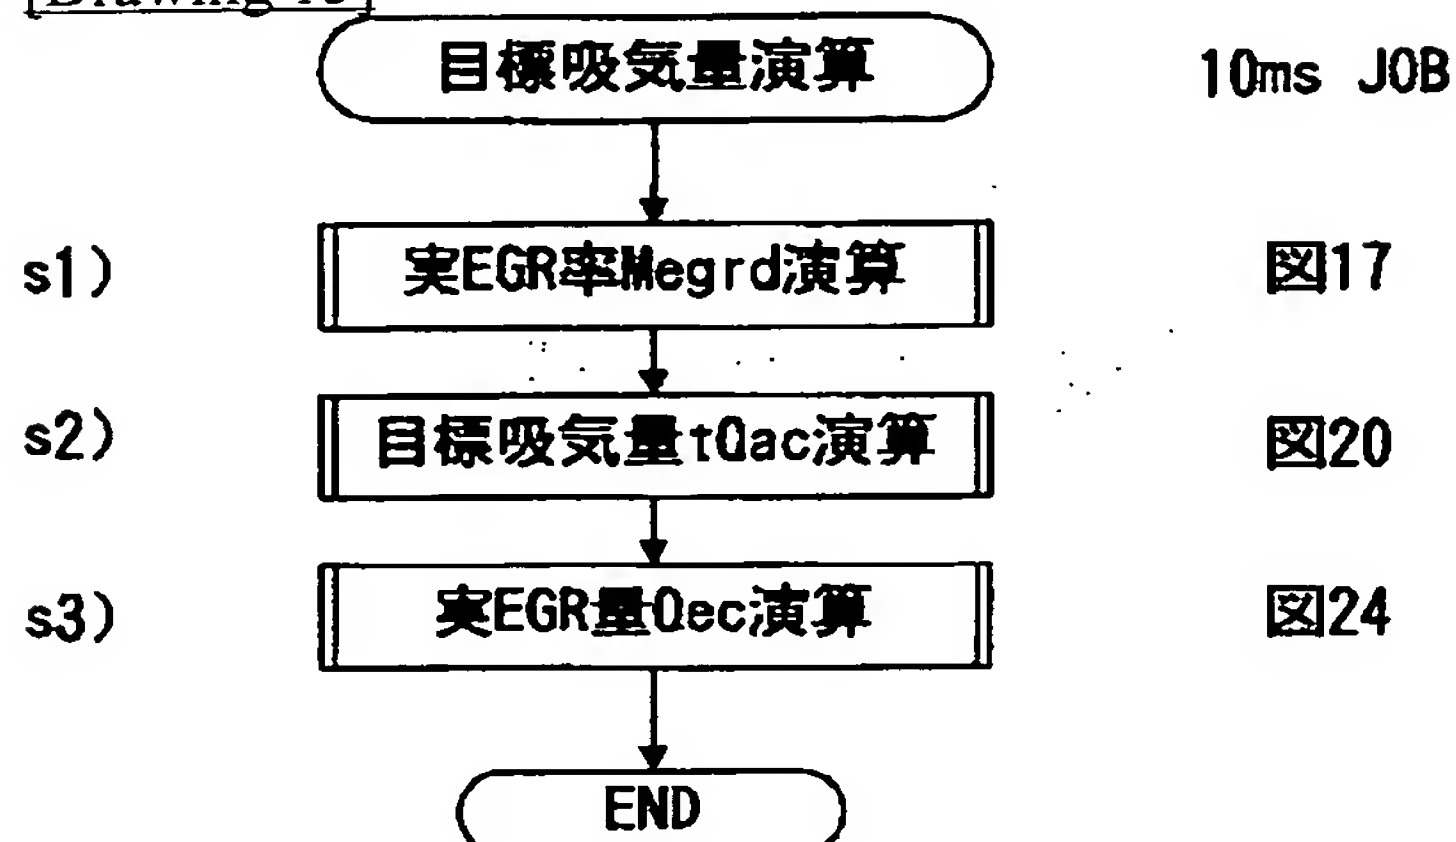 [Drawing
目標吸気量演算 10ms JOB
s1) 実EGR率Megrd演算 図17
s2) 目標吸気量tQac演算 図20
s3) 実EGR量Qec演算 図24
END